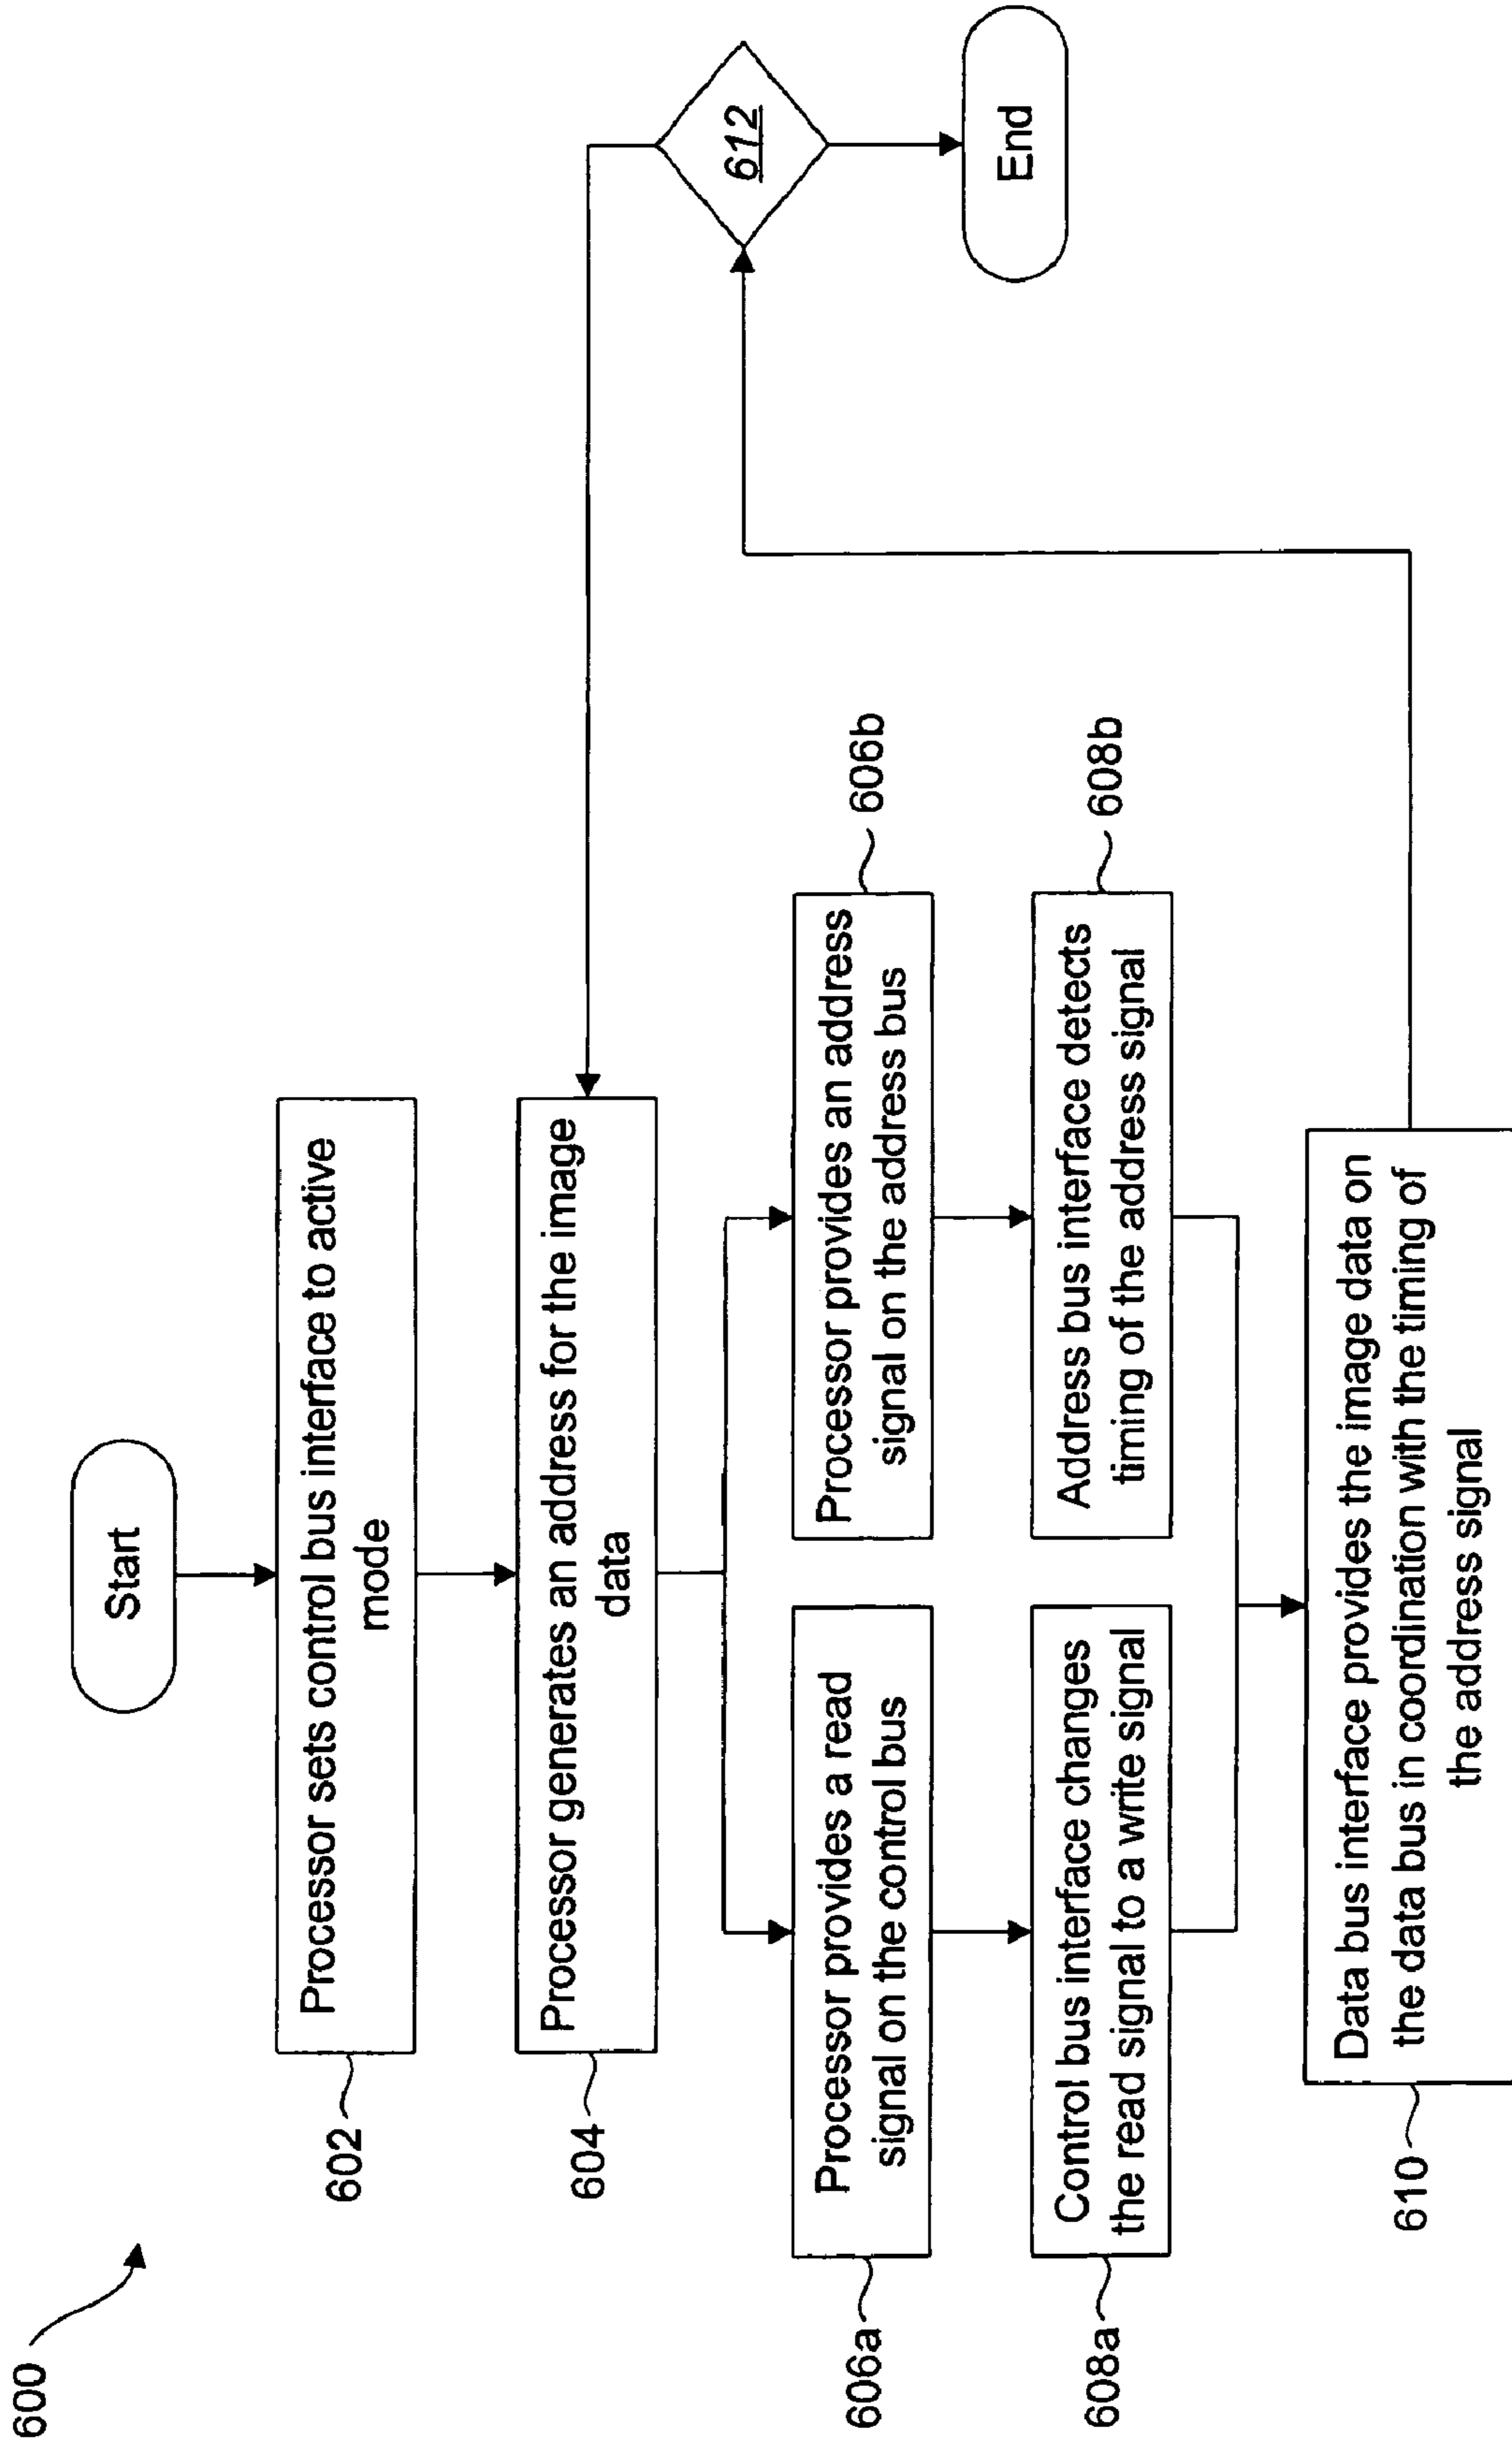 600
Start
602
Processor sets control bus interface to active
mode
604
Processor generates an address for the image
data
606a
Processor provides a read
signal on the control bus
Processor provides an address
signal on the address bus
606b
608a
Control bus interface changes
the read signal to a write signal
Address bus interface detects
timing of the address signal
608b
610
Data bus interface provides the image data on
the data bus in coordination with the timing of
the address signal
612
End